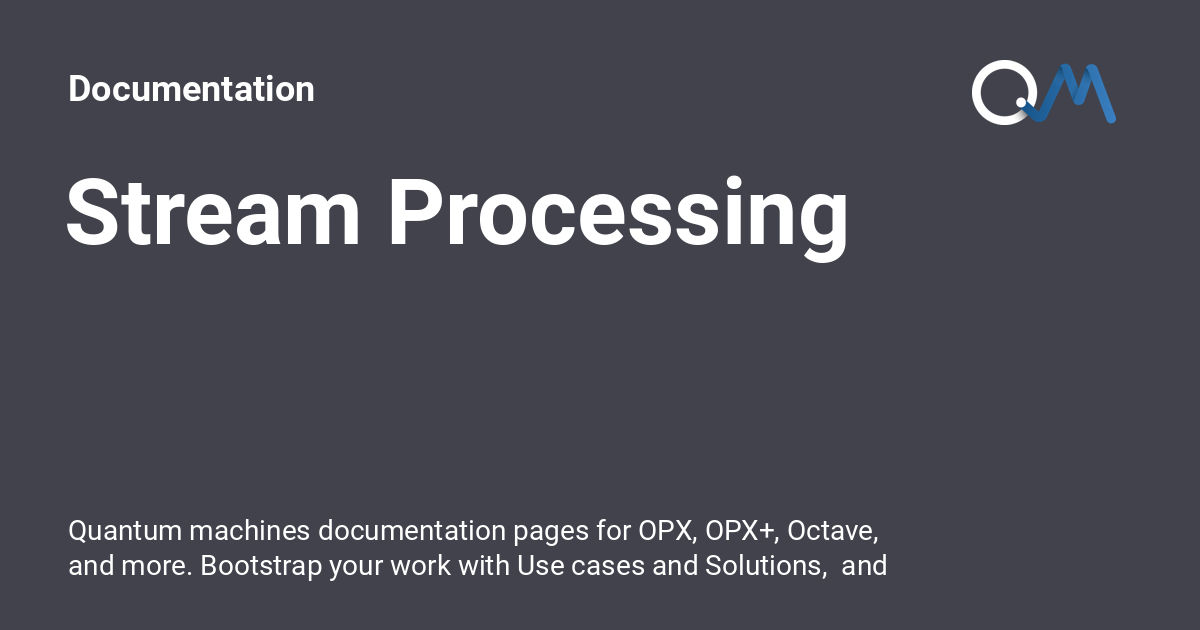 Documentation
QM
Stream Processing
Quantum machines documentation pages for OPX, OPX+, Octave,
and more. Bootstrap your work with Use cases and Solutions,  and